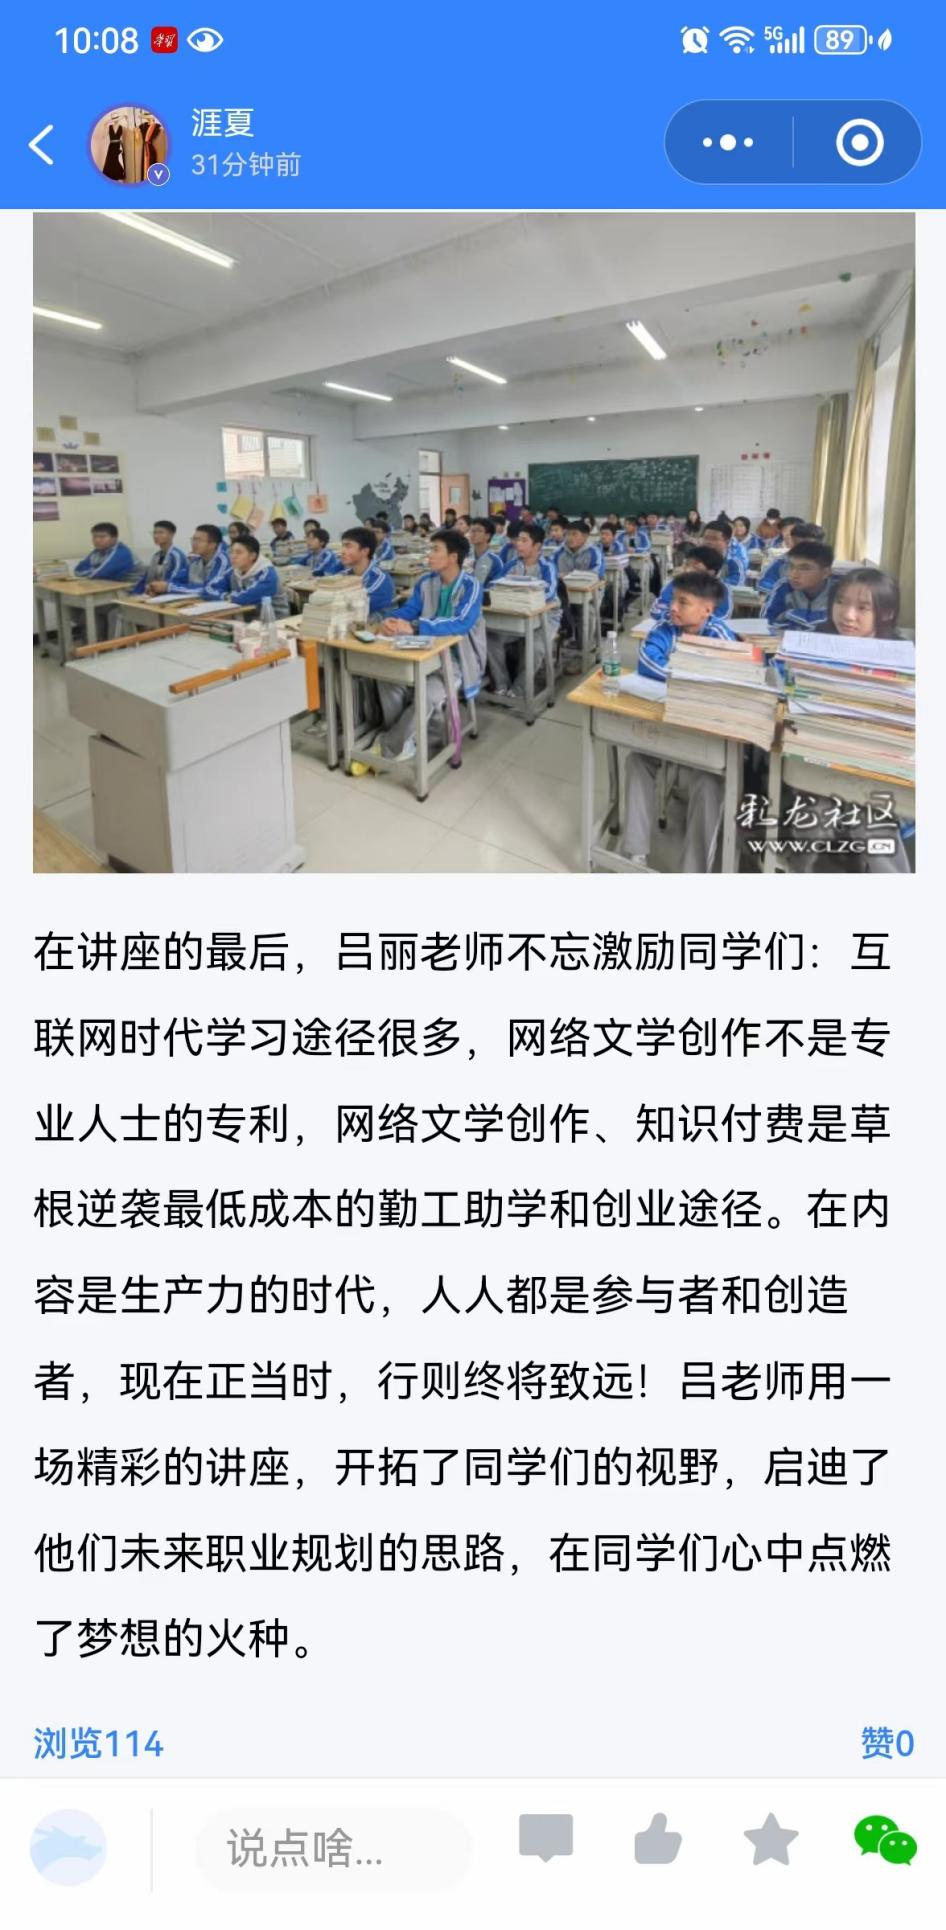 10:08
5G
89
涯夏
31分钟前
V
彩龙社区
WWW.CLZG.CN
在讲座的最后，吕丽老师不忘激励同学们：互
联网时代学习途径很多，网络文学创作不是专
业人士的专利，网络文学创作、知识付费是草
根逆袭最低成本的勤工助学和创业途径。在内
容是生产力的时代，人人都是参与者和创造
者，现在正当时，行则终将致远！吕老师用一
场精彩的讲座，开拓了同学们的视野，启迪了
他们未来职业规划的思路，在同学们心中点燃
了梦想的火种。
浏览114
赞0
说点啥...